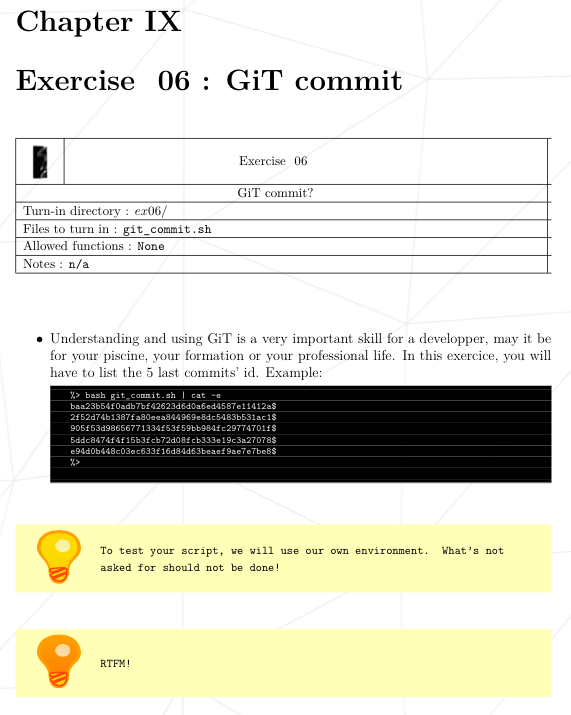 Chapter IX
Exercise 06 : GiT commit
Exercise 06
GiT commit?
Turn-in directory : ex06/
Files to turn in : git_commit.sh
Allowed functions : None
Notes : n/a
• Understanding and using GiT is a very important skill for a developper, may it be
for your piscine, your formation or your professional life. In this exercice, you will
have to list the 5 last commits' id. Example:
%> bash git_commit.sh | cat -e
baa23b54f0adb7bf42623d6d0a6ed4587e11412a$
2f52d74b1387fa80eea844969e8dc5483b531ac1$
905f53d98656771334f53f59bb984fc29774701f$
5ddc8474f4f15b3fcb72d08fcb333e19c3a27078$
e94d0b448c03ec633f16d84d63beaef9ae7e7be8$
%>
To test your script, we will use our own environment. What's not
asked for should not be done!
RTFM!